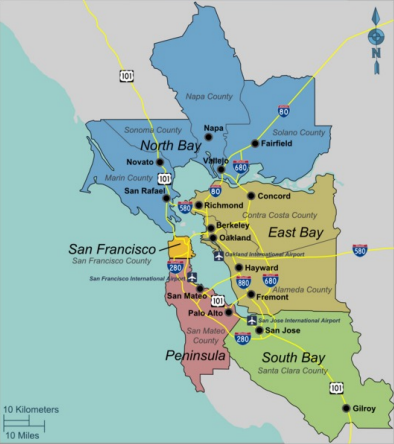 101
Napa County
80
Sonoma County
Napa
Solano County
North Bay
Fairfield
Novato
Vallejo
680
Marin County
101
80
San Rafael
Concord
580
Richmond
Contra Costa County
Berkeley
East Bay
Oakland
San Francisco
580
San Francisco County
Oakland International Airport
280
Hayward
San Francisco International Airport
880
680
Alameda County
San Mateo
Fremont
101
Palo Alto
San Jose International Airport
San Mateo
County
San Jose
280
Peninsula
South Bay
Santa Clara County
101
10 Kilometers
Gilroy
10 Miles
N